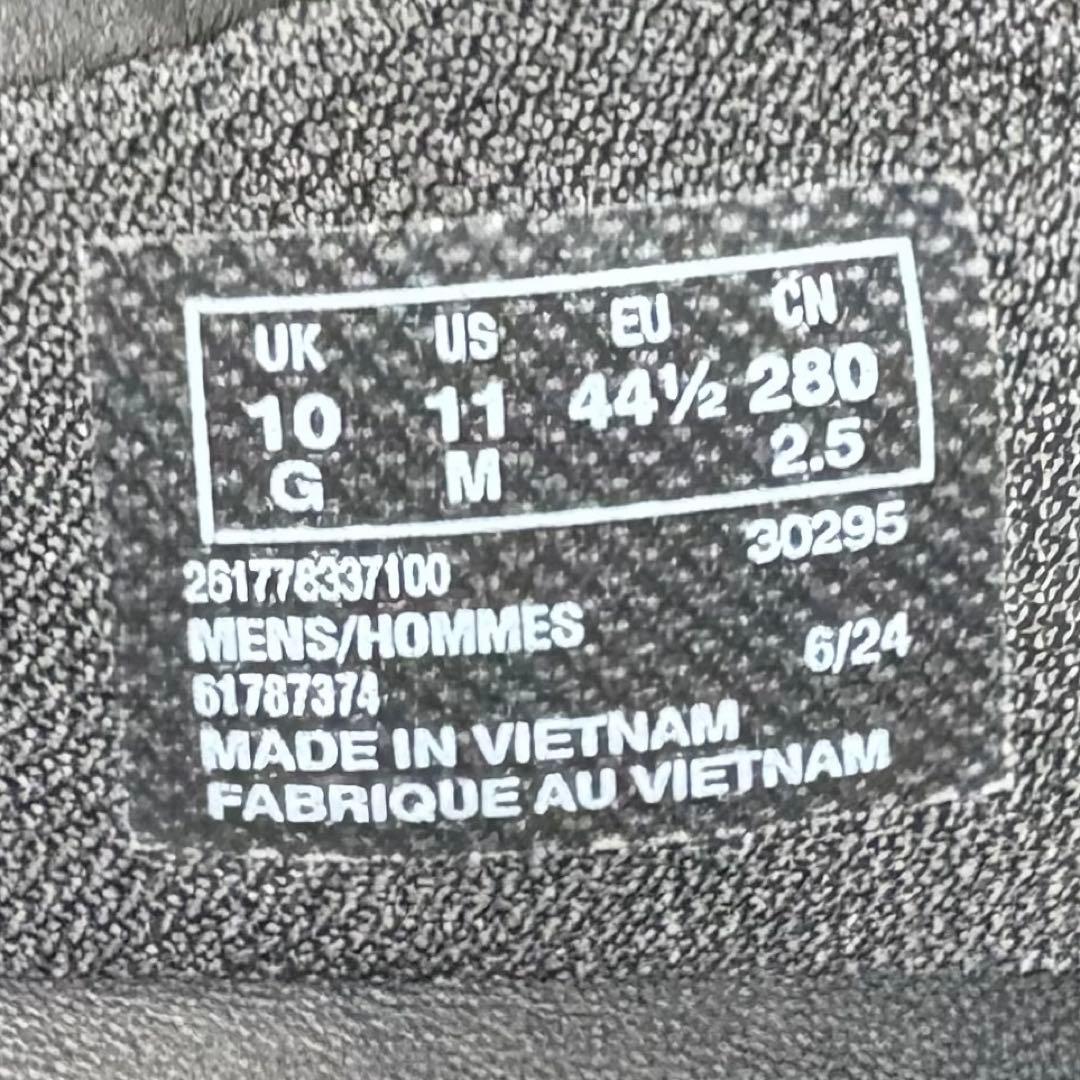 UK US EU CN
10 11 44½ 280
G M 2.5
261778337100 30295
MENS/HOMMES 6/24
61787374
MADE IN VIETNAM
FABRIQUE AU VIETNAM